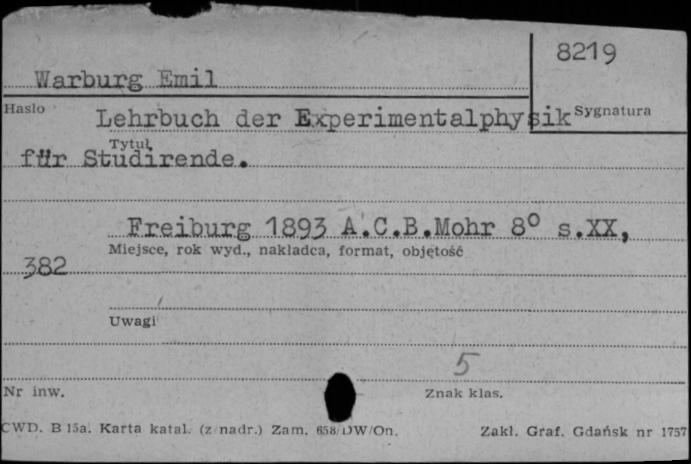 8219
Warburg Emil
Hasło
Sygnatura
Lehrbuch der Experimentalphysik
Tytuł
für Studirende.
Freiburg 1893 A.C.B.Mohr 8° s.XX,
Miejsce, rok wyd., nakładca, format, objętość
382
Uwagi
5
Nr inw.
Znak klas.
CWD. B 15a. Karta katal. (z nadr.) Zam. 658/DW/On.
Zakł. Graf. Gdańsk nr 1757